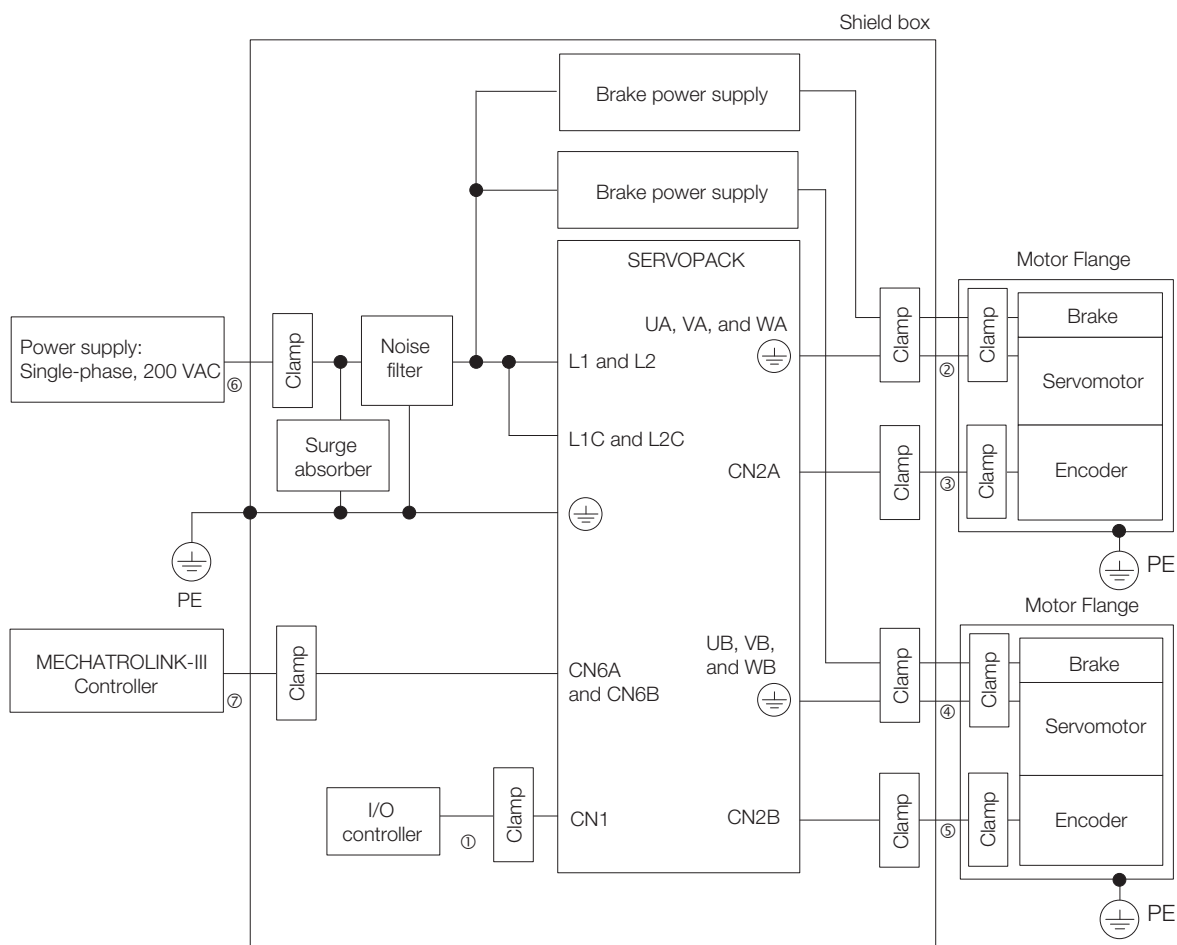 Shield box
Brake power supply
Brake power supply
SERVOPACK
Motor Flange
UA, VA, and WA
Clamp
Clamp
Brake
Power supply:
Single-phase, 200 VAC
⑥
Clamp
Noise
filter
L1 and L2
②
Servomotor
Surge
absorber
L1C and L2C
CN2A
Clamp
③
Clamp
Encoder
PE
PE
Motor Flange
MECHATROLINK-III
Controller
⑦
Clamp
CN6A
and CN6B
UB, VB,
and WB
Clamp
④
Clamp
Brake
Servomotor
I/O
controller
①
Clamp
CN1
CN2B
Clamp
⑤
Clamp
Encoder
PE